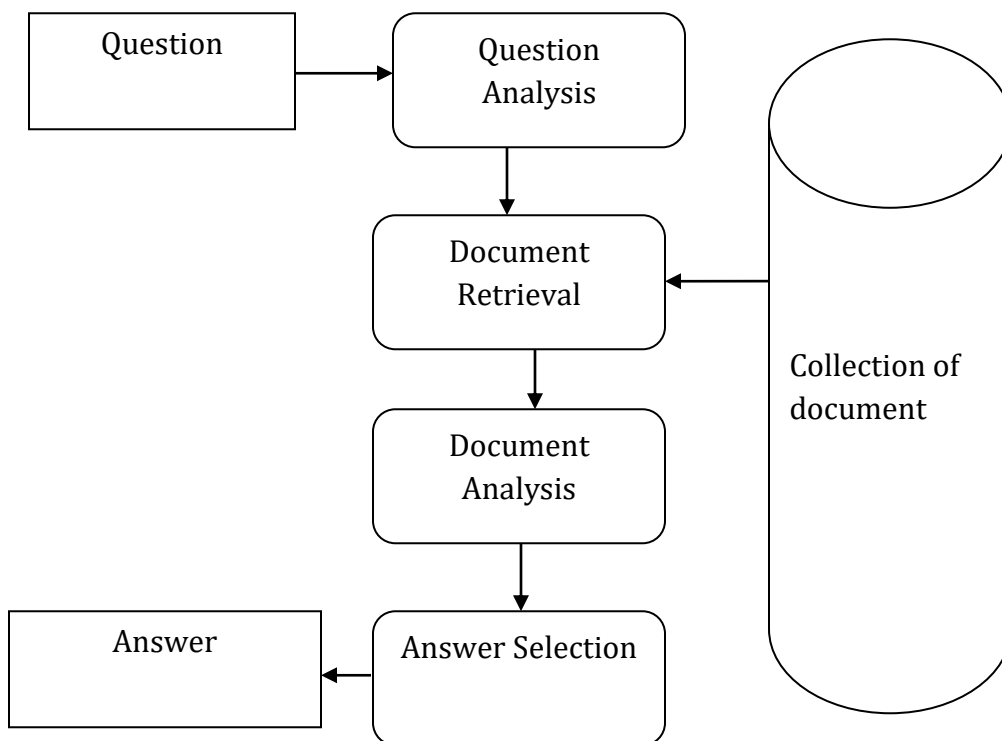 Question
Question
Analysis
Document
Retrieval
Collection of
document
Document
Analysis
Answer
Answer Selection